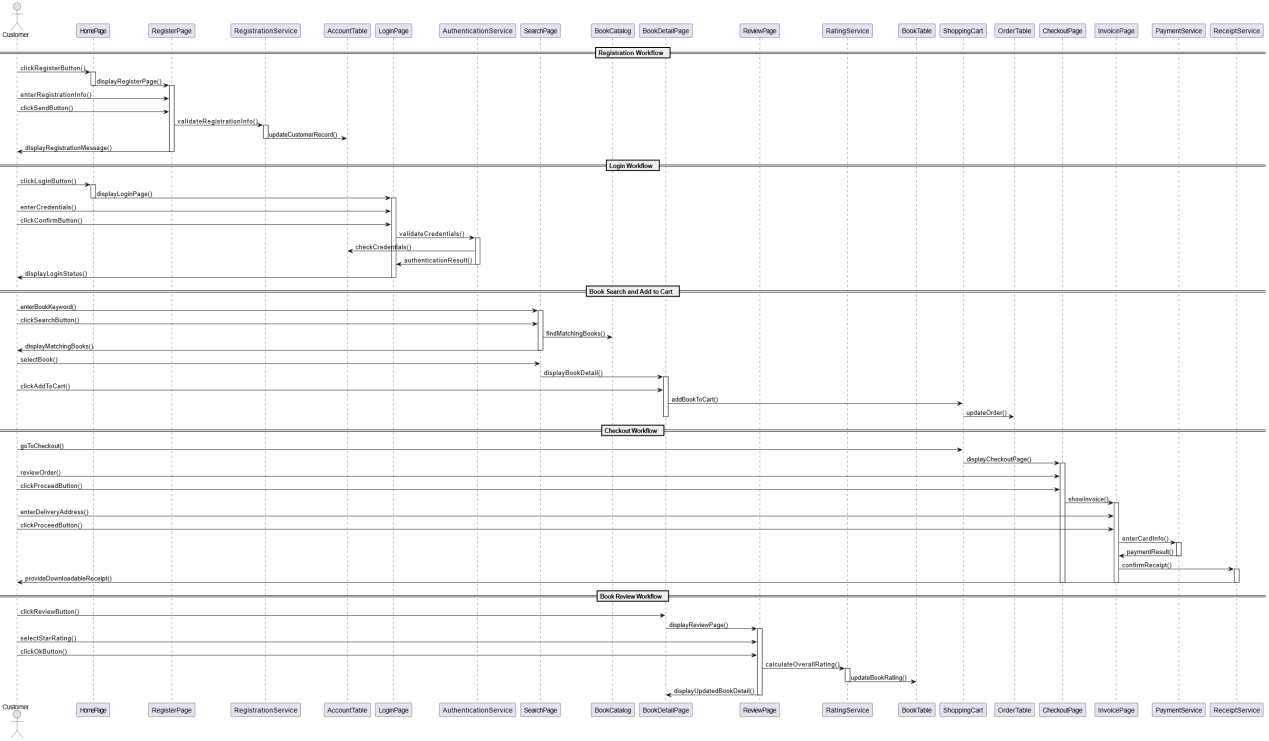 Customer
HomePage
RegisterPage
RegistrationService
AccountTable
LoginPage
AuthenticationService
SearchPage
BookCatalog
BookDetailPage
ReviewPage
RatingService
BookTable
ShoppingCart
OrderTable
CheckoutPage
InvoicePage
PaymentService
ReceiptService
Registration Workflow
clickRegisterButton()
displayRegisterPage()
enterRegistrationInfo()
clickSendButton()
validateRegistrationInfo()
updateCustomerRecord()
displayRegistrationMessage()
Login Workflow
clickLoginButton()
displayLoginPage()
enterCredentials()
clickConfirmButton()
validateCredentials()
checkCredentials()
authenticationResult()
displayLoginStatus()
Book Search and Add to Cart
enterBookKeyword()
clickSearchButton()
findMatchingBooks()
displayMatchingBooks()
selectBook()
displayBookDetail()
clickAddToCart()
addBookToCart()
updateOrder()
Checkout Workflow
goToCheckout()
displayCheckoutPage()
reviewOrder()
clickProceedButton()
showInvoice()
enterDeliveryAddress()
clickProceedButton()
enterCardInfo()
paymentResult()
confirmReceipt()
provideDownloadableReceipt()
Book Review Workflow
clickReviewButton()
displayReviewPage()
selectStarRating()
clickOkButton()
calculateOverallRating()
updateBookRating()
displayUpdatedBookDetail()
Customer
HomePage
RegisterPage
RegistrationService
AccountTable
LoginPage
AuthenticationService
SearchPage
BookCatalog
BookDetailPage
ReviewPage
RatingService
BookTable
ShoppingCart
OrderTable
CheckoutPage
InvoicePage
PaymentService
ReceiptService